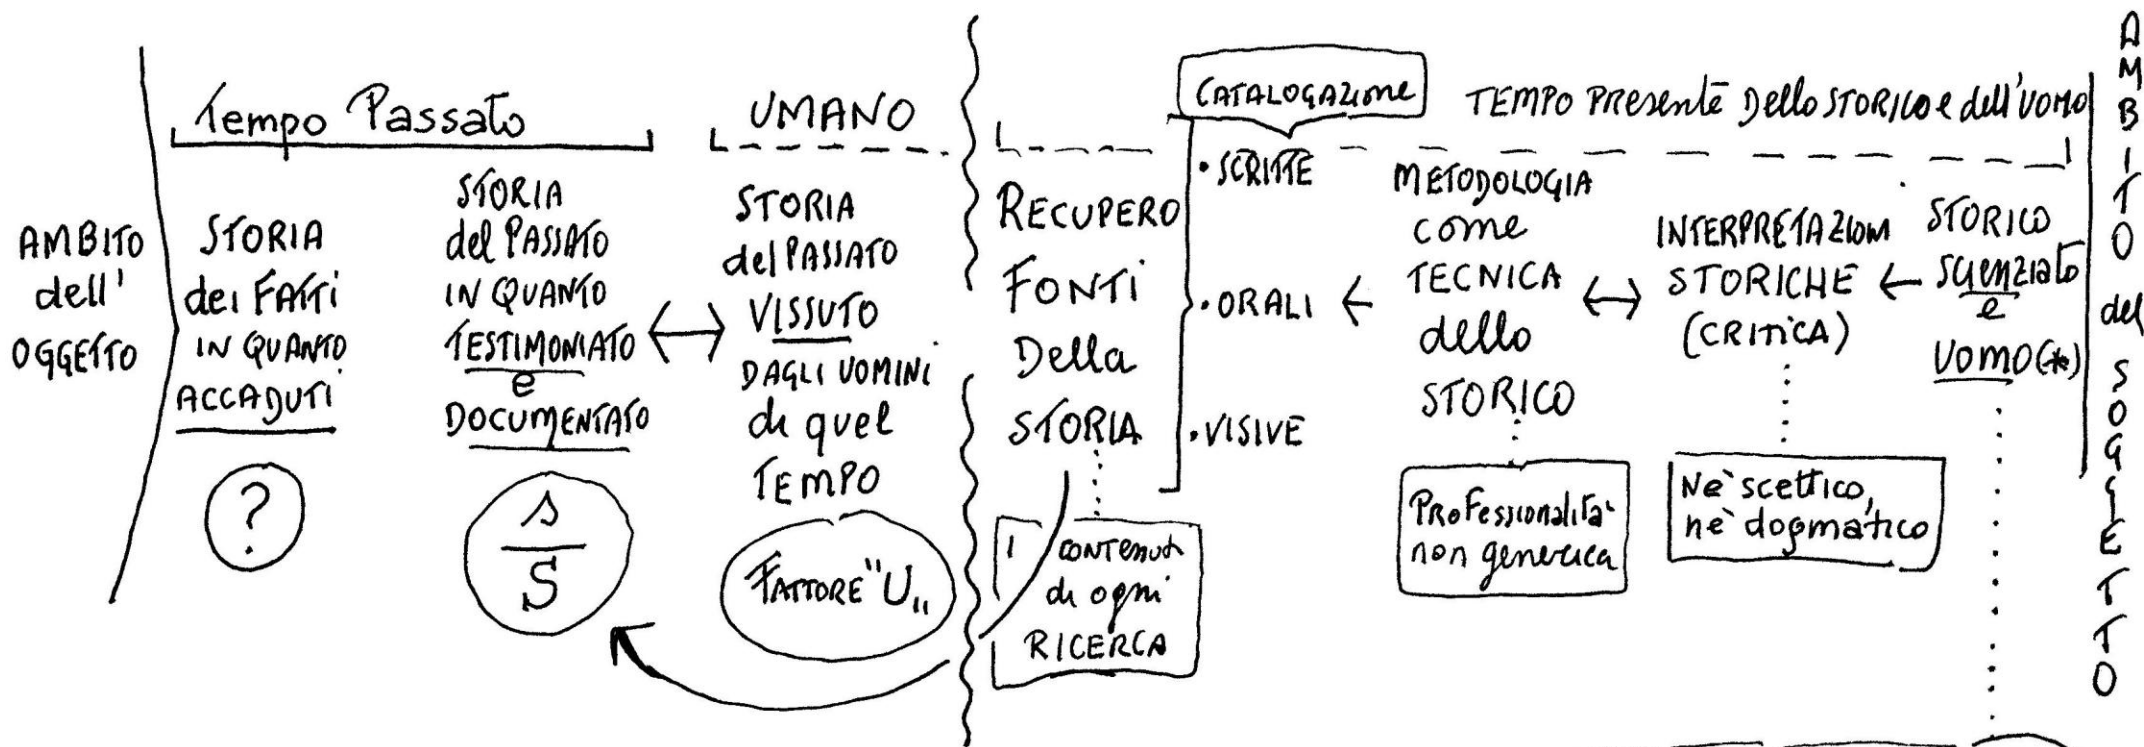 AMBITO
dell'
OGGETTO
Tempo Passato
STORIA
dei FATTI
IN QUANTO
ACCADUTI
?
STORIA
del PASSATO
IN QUANTO
TESTIMONIATO
e
DOCUMENTATO
s
S
UMANO
STORIA
del PASSATO
VISSUTO
DAGLI UOMINI
di quel
TEMPO
FATTORE "U"
RECUPERO
FONTI
Della
STORIA
I CONTENUTI
di ogni
RICERCA
CATALOGAZIONE
• SCRITTE
• ORALI
• VISIVE
TEMPO PRESENTE Dello STORICO e dell'UOMO
METODOLOGIA
come
TECNICA
dello
STORICO
Professionalita'
non generica
INTERPRETAZIONI
STORICHE
(CRITICA)
Ne' scettico,
ne' dogmatico
STORICO
SCIENZIATO
e
UOMO (*)
AMBITO del SOGGETTO